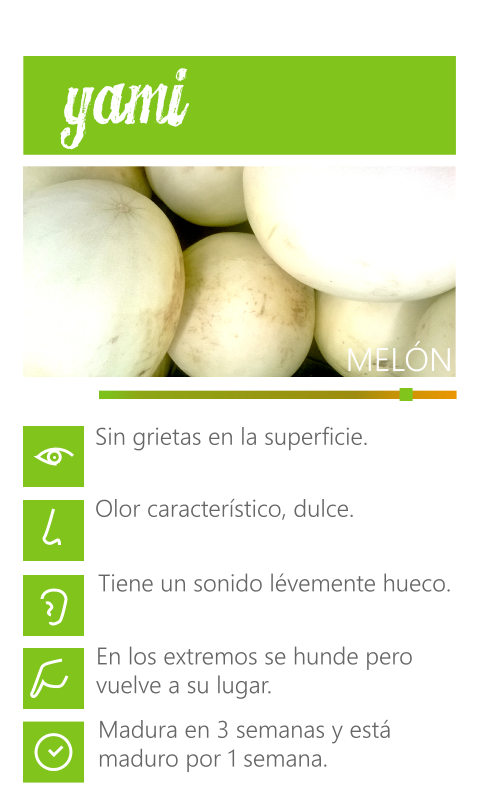 yami
MELÓN
Sin grietas en la superficie.
Olor característico, dulce.
Tiene un sonido lévemente hueco.
En los extremos se hunde pero
vuelve a su lugar.
Madura en 3 semanas y está
maduro por 1 semana.